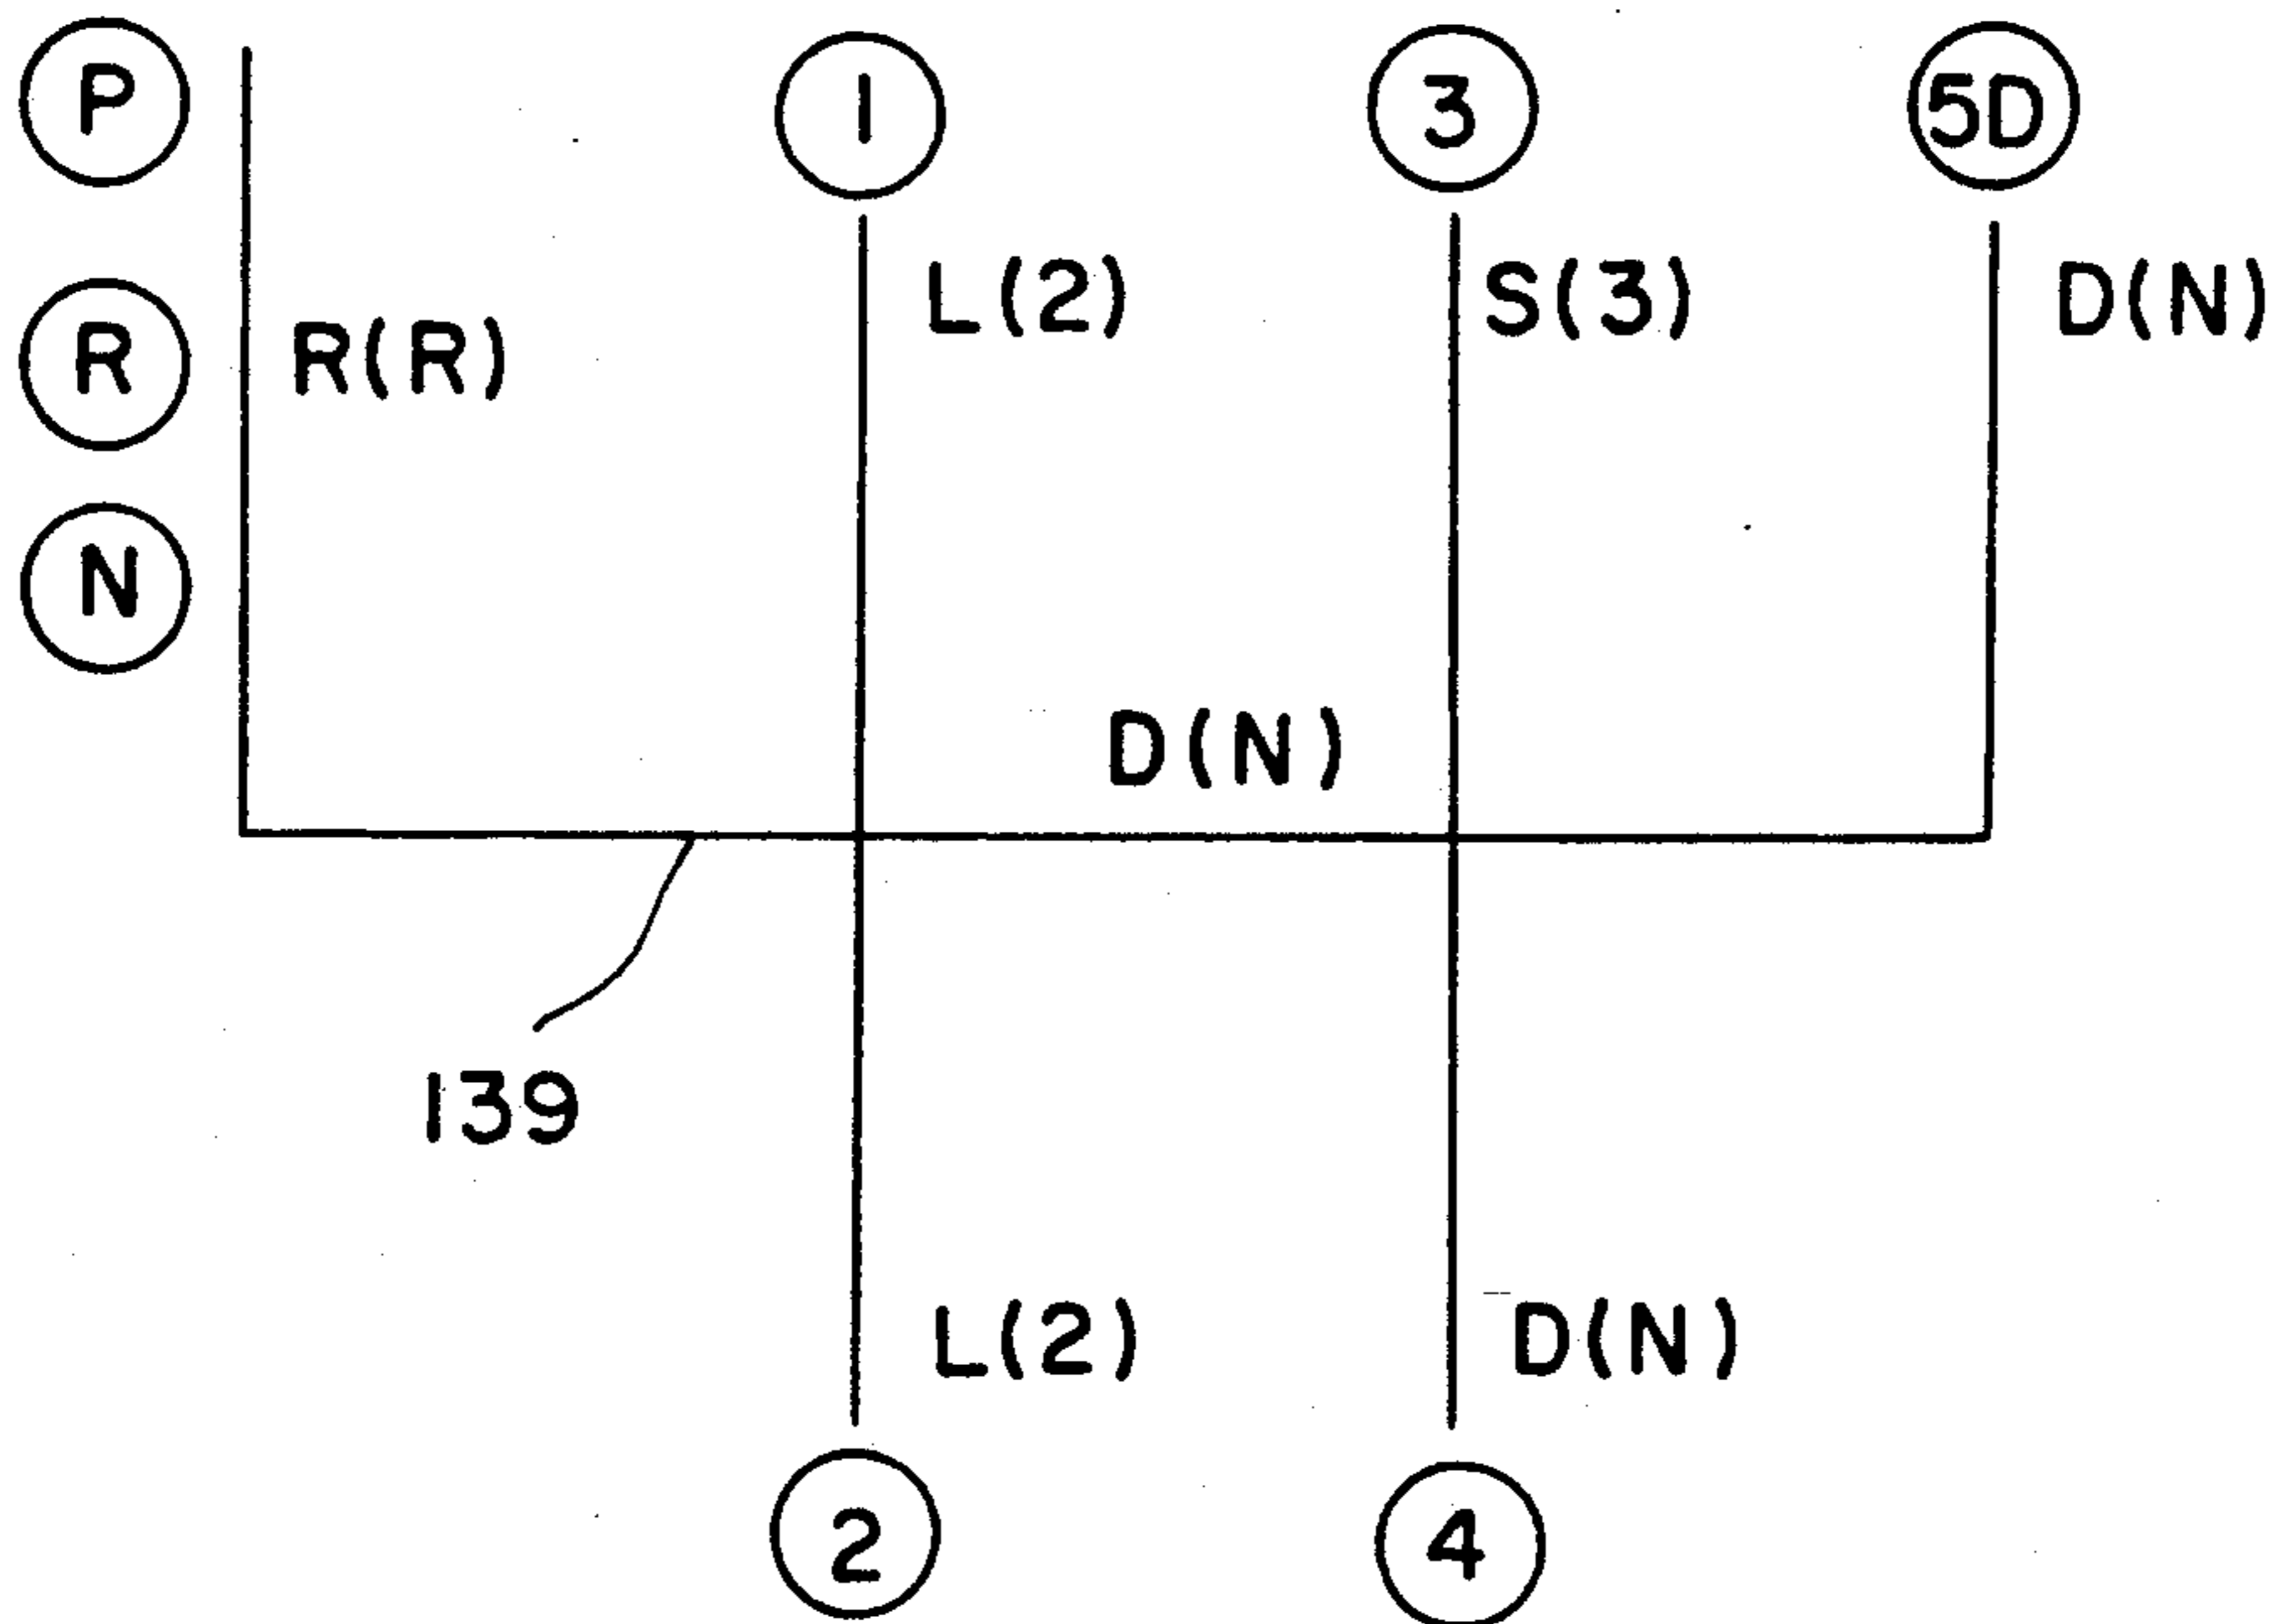 P 1 3 5D
L(2) S(3) D(N)
R R(R)
N
D(N)
139
L(2) D(N)
2 4